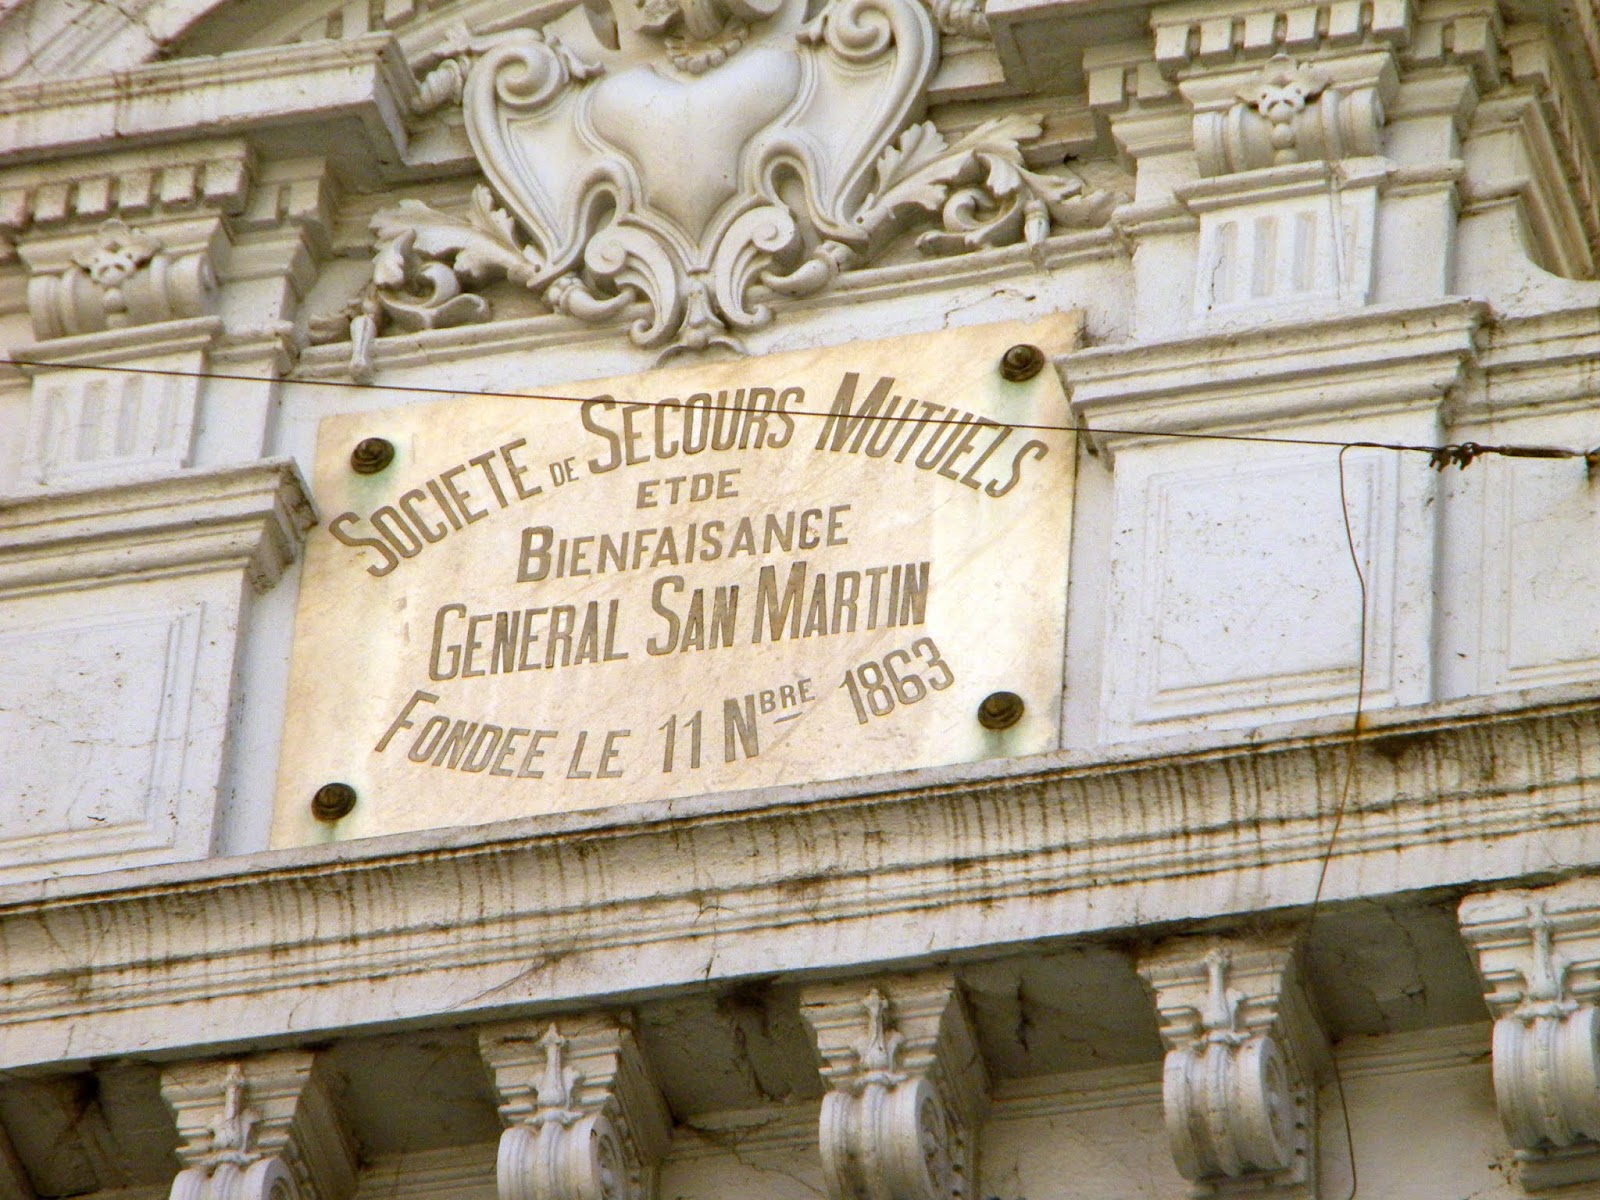 SOCIETE DE SECOURS MUTUELS
ET DE
BIENFAISANCE
GENERAL SAN MARTIN
FONDEE LE 11 NBRE 1863